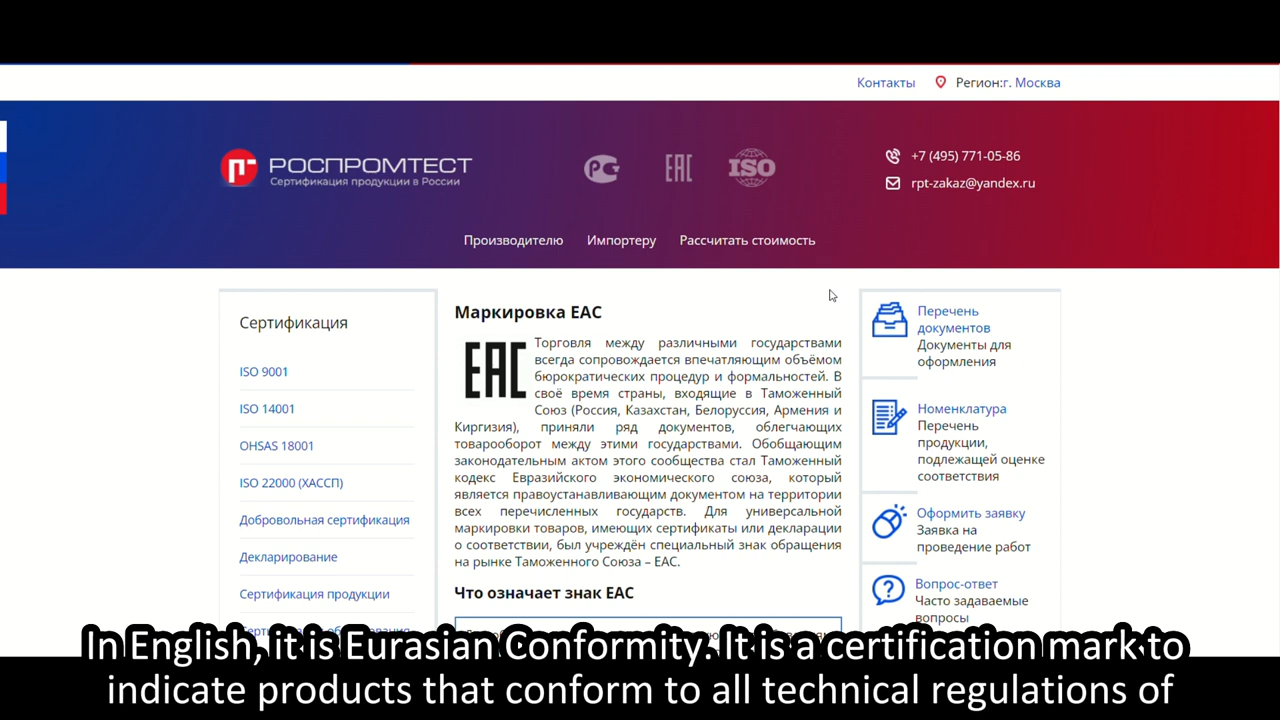 Контакты
Регион:г. Москва
РОСПРОМТЕСТ
Сертификация продукции в России
РС
ЕАС
ISO
+7 (495) 771-05-86
rpt-zakaz@yandex.ru
Производителю Импортеру Рассчитать стоимость
Сертификация
ISO 9001
ISO 14001
OHSAS 18001
ISO 22000 (ХАССП)
Добровольная сертификация
Декларирование
Сертификация продукции
Маркировка ЕАС
ЕАС
Торговля между различными государствами
всегда сопровождается впечатляющим объёмом
бюрократических процедур и формальностей. В
своё время страны, входящие в Таможенный
Союз (Россия, Казахстан, Белоруссия, Армения и
Киргизия), приняли ряд документов, облегчающих
товарооборот между этими государствами. Обобщающим
законодательным актом этого сообщества стал Таможенный
кодекс Евразийского экономического союза, который
является правоустанавливающим документом на территории
всех перечисленных государств. Для универсальной
маркировки товаров, имеющих сертификаты или декларации
о соответствии, был учреждён специальный знак обращения
на рынке Таможенного Союза – ЕАС.
Что означает знак ЕАС
Перечень
документов
Документы для
оформления
Номенклатура
Перечень
продукции,
подлежащей оценке
соответствия
Оформить заявку
Заявка на
проведение работ
Вопрос-ответ
Часто задаваемые
вопросы
In English, it is Eurasian Conformity. It is a certification mark to
indicate products that conform to all technical regulations of